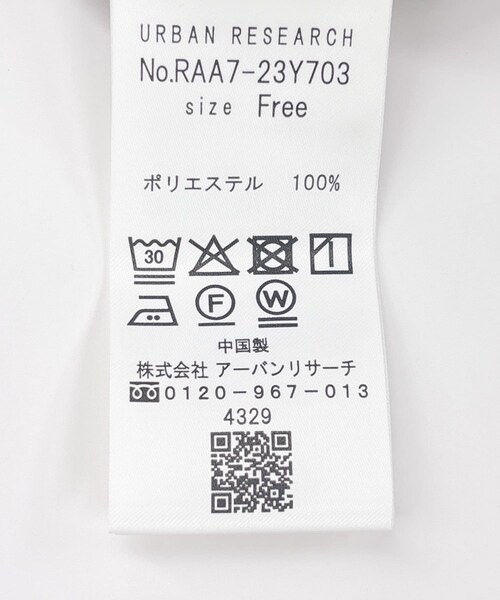 URBAN RESEARCH
No.RAA7-23Y703
size Free
ポリエステル 100%
30
F W
中国製
株式会社 アーバンリサーチ
0120-967-013
4329